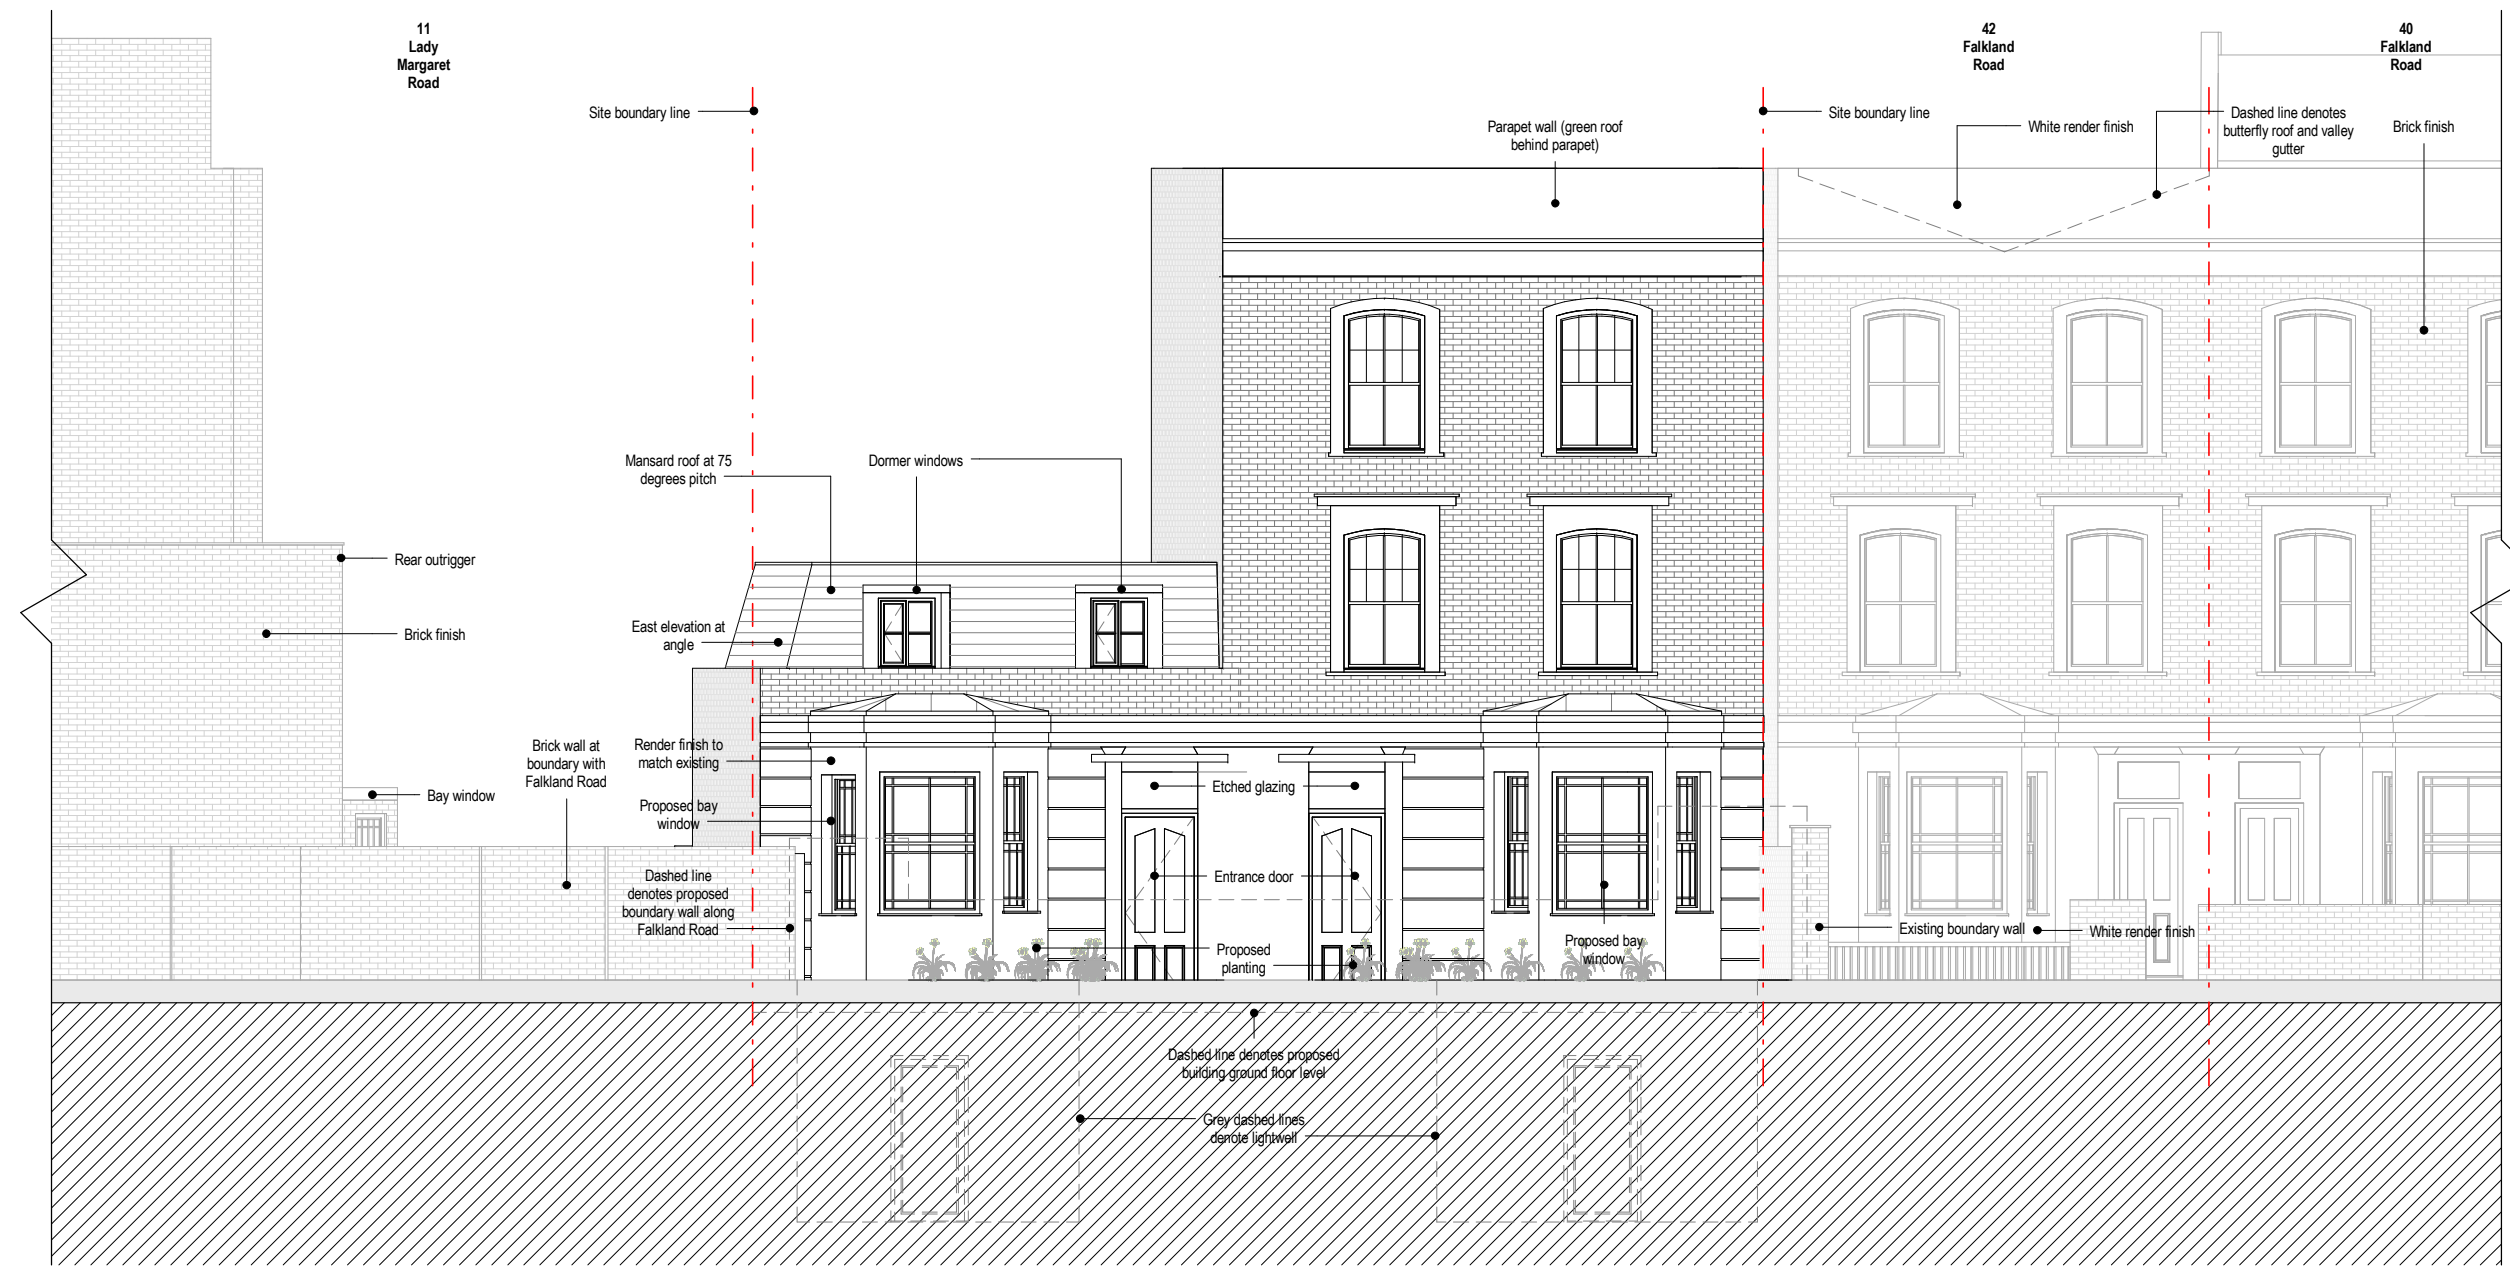 11
Lady
Margaret
Road
42
Falkland
Road
40
Falkland
Road
Site boundary line
Site boundary line
Parapet wall (green roof
behind parapet)
White render finish
Dashed line denotes
butterfly roof and valley
gutter
Brick finish
Mansard roof at 75
degrees pitch
Dormer windows
Rear outrigger
Brick finish
East elevation at
angle
Brick wall at
boundary with
Falkland Road
Render finish to
match existing
Bay window
Proposed bay
window
Etched glazing
Dashed line
denotes proposed
boundary wall along
Falkland Road
Entrance door
Proposed
planting
Proposed bay
window
Existing boundary wall
White render finish
Dashed line denotes proposed
building ground floor level
Grey dashed lines
denote lightwell